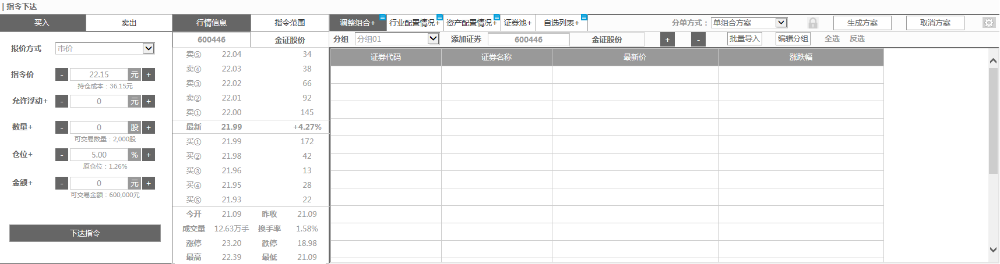 | 指令下达
买入 卖出 行情信息 指令范围 调整组合+ 行业配置情况+ 资产配置情况+ 证券池+ 自选列表+ 分单方式： 单组合方案 生成方案 取消方案
600446 金证股份 分组 分组01 添加证券 600446 金证股份 + - 批量导入 编辑分组 全选 反选
报价方式 市价
指令价 - 22.15 元 +
持仓成本：36.15元
允许浮动+ - 0 元 +
数量+ - 0 股 +
可交易数量：2,000股
仓位+ - 5.00 % +
原仓位：1.26%
金额+ - 0 元 +
可交易金额：600,000元
下达指令
卖⑤ 22.04 34
卖④ 22.03 38
卖③ 22.02 66
卖② 22.01 92
卖① 22.00 145
最新 21.99 +4.27%
买① 21.99 172
买② 21.98 42
买③ 21.96 13
买④ 21.95 28
买⑤ 21.93 22
今开 21.09 昨收 21.09
成交量 12.63万手 换手率 1.58%
涨停 23.20 跌停 18.98
最高 22.39 最低 21.09
证券代码 证券名称 最新价 涨跌幅